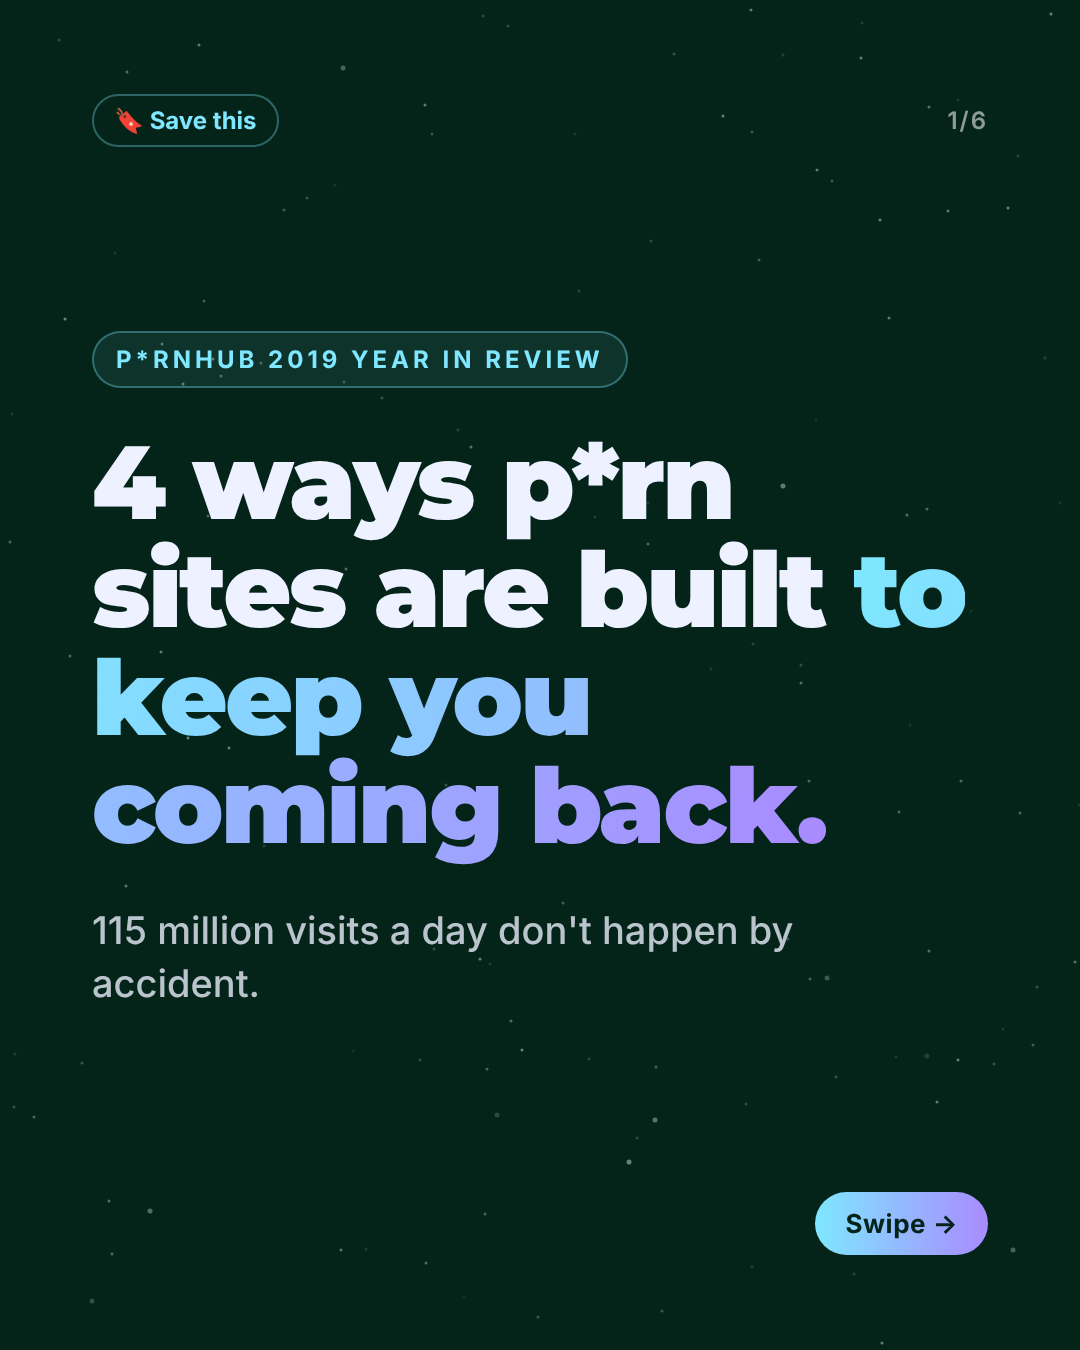 🔖 Save this
1/6
P*RNHUB 2019 YEAR IN REVIEW
4 ways p*rn
sites are built to
keep you
coming back.
115 million visits a day don't happen by
accident.
Swipe →